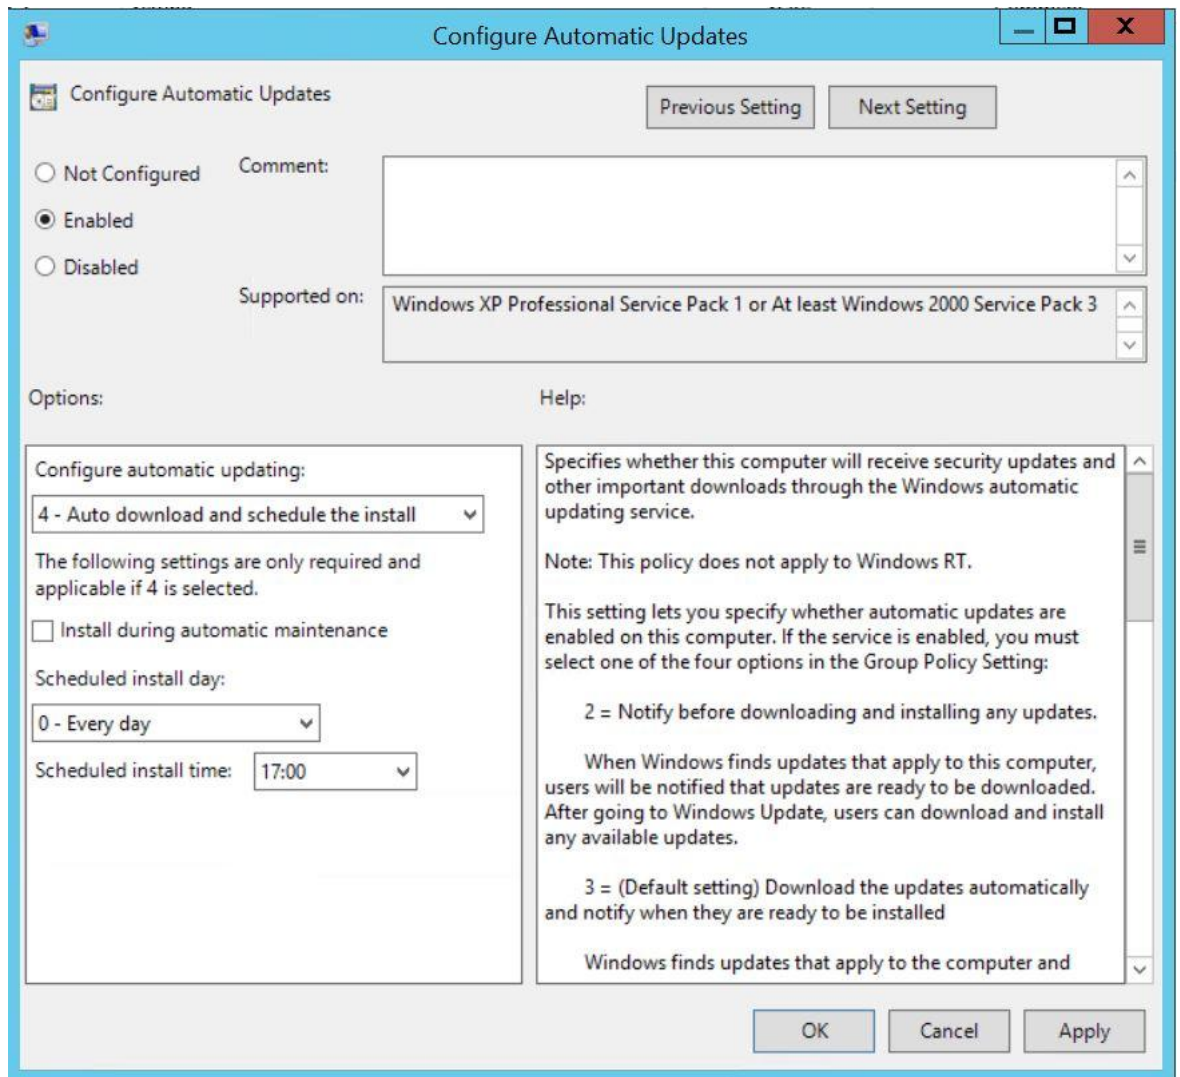 Configure Automatic Updates
Configure Automatic Updates
Previous Setting
Next Setting
Not Configured
Enabled
Disabled
Comment:
Supported on:
Windows XP Professional Service Pack 1 or At least Windows 2000 Service Pack 3
Options:
Help:
Configure automatic updating:
4 - Auto download and schedule the install
The following settings are only required and
applicable if 4 is selected.
Install during automatic maintenance
Scheduled install day:
0 - Every day
Scheduled install time:
17:00
Specifies whether this computer will receive security updates and
other important downloads through the Windows automatic
updating service.
Note: This policy does not apply to Windows RT.
This setting lets you specify whether automatic updates are
enabled on this computer. If the service is enabled, you must
select one of the four options in the Group Policy Setting:
2 = Notify before downloading and installing any updates.
When Windows finds updates that apply to this computer,
users will be notified that updates are ready to be downloaded.
After going to Windows Update, users can download and install
any available updates.
3 = (Default setting) Download the updates automatically
and notify when they are ready to be installed
Windows finds updates that apply to the computer and
OK
Cancel
Apply